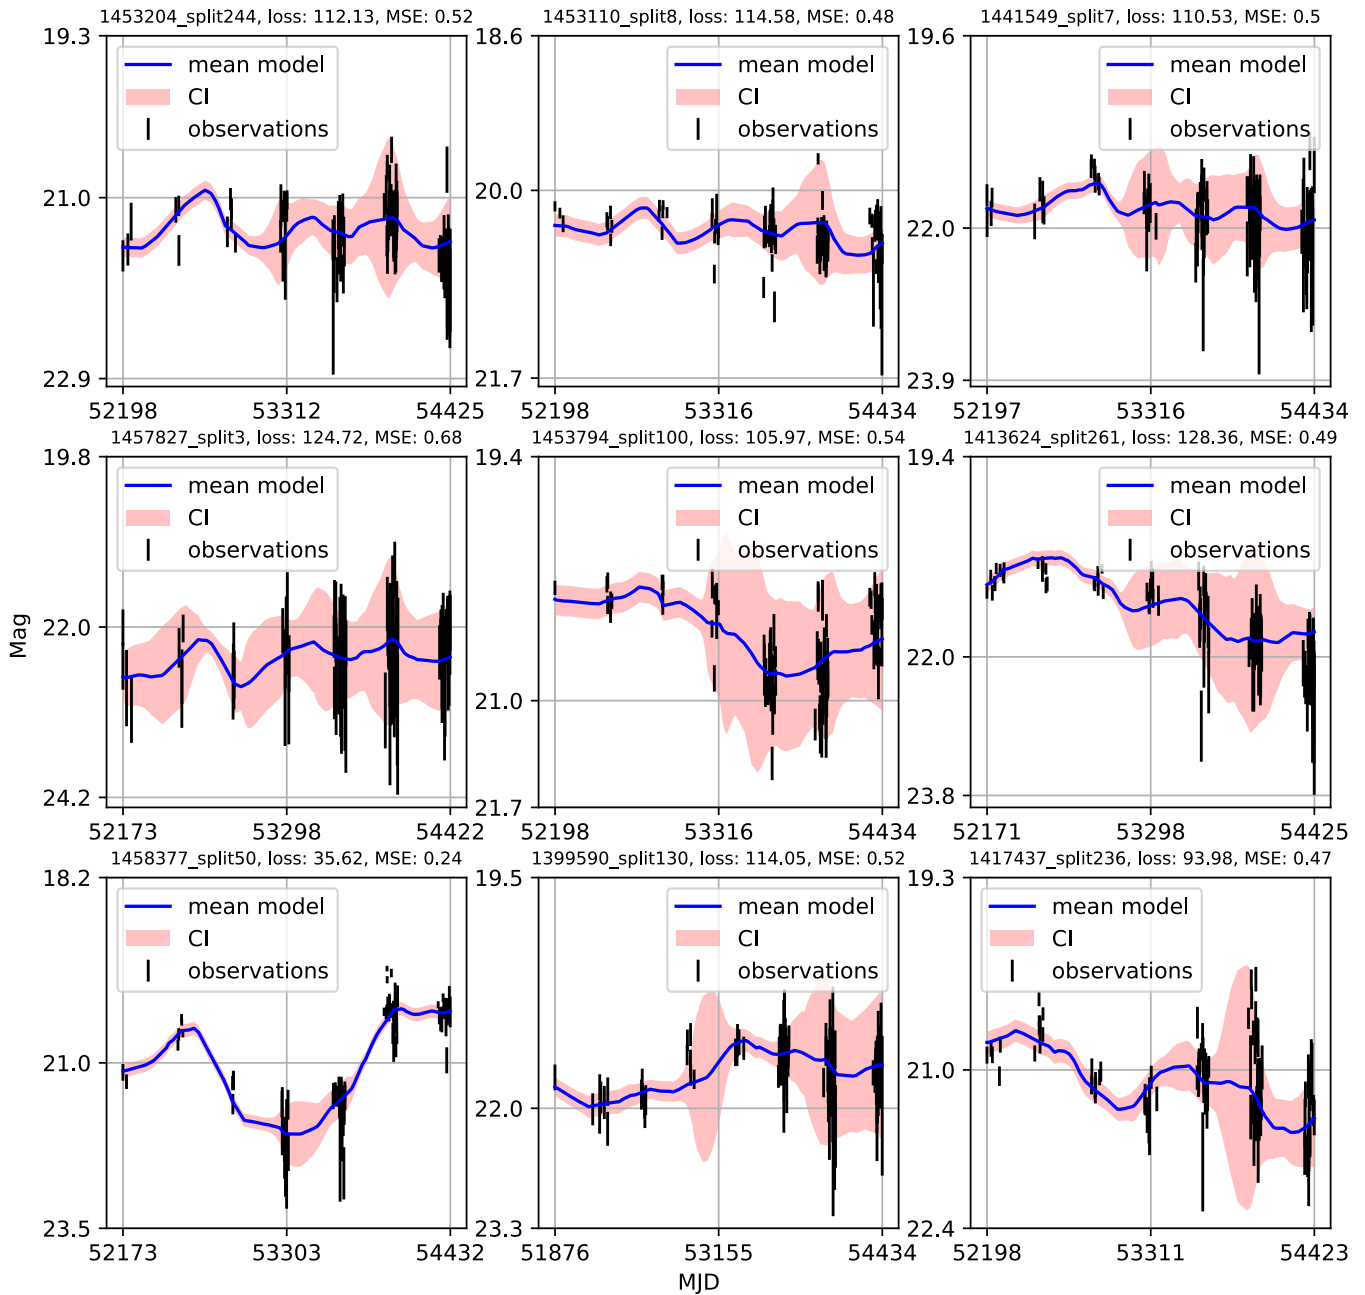 1453204_split244, loss: 112.13, MSE: 0.52
19.3
21.0
22.9
mean model
CI
observations
52198
53312
54425
1453110_split8, loss: 114.58, MSE: 0.48
18.6
20.0
21.7
mean model
CI
observations
52198
53316
54434
1441549_split7, loss: 110.53, MSE: 0.5
19.6
22.0
23.9
mean model
CI
observations
52197
53316
54434
Mag
1457827_split3, loss: 124.72, MSE: 0.68
19.8
22.0
24.2
mean model
CI
observations
52173
53298
54422
1453794_split100, loss: 105.97, MSE: 0.54
19.4
21.0
21.7
mean model
CI
observations
52198
53316
54434
1413624_split261, loss: 128.36, MSE: 0.49
19.4
22.0
23.8
mean model
CI
observations
52171
53298
54425
1458377_split50, loss: 35.62, MSE: 0.24
18.2
21.0
23.5
mean model
CI
observations
52173
53303
54432
1399590_split130, loss: 114.05, MSE: 0.52
19.5
22.0
23.3
mean model
CI
observations
51876
53155
54434
1417437_split236, loss: 93.98, MSE: 0.47
19.3
21.0
22.4
mean model
CI
observations
52198
53311
54423
MJD